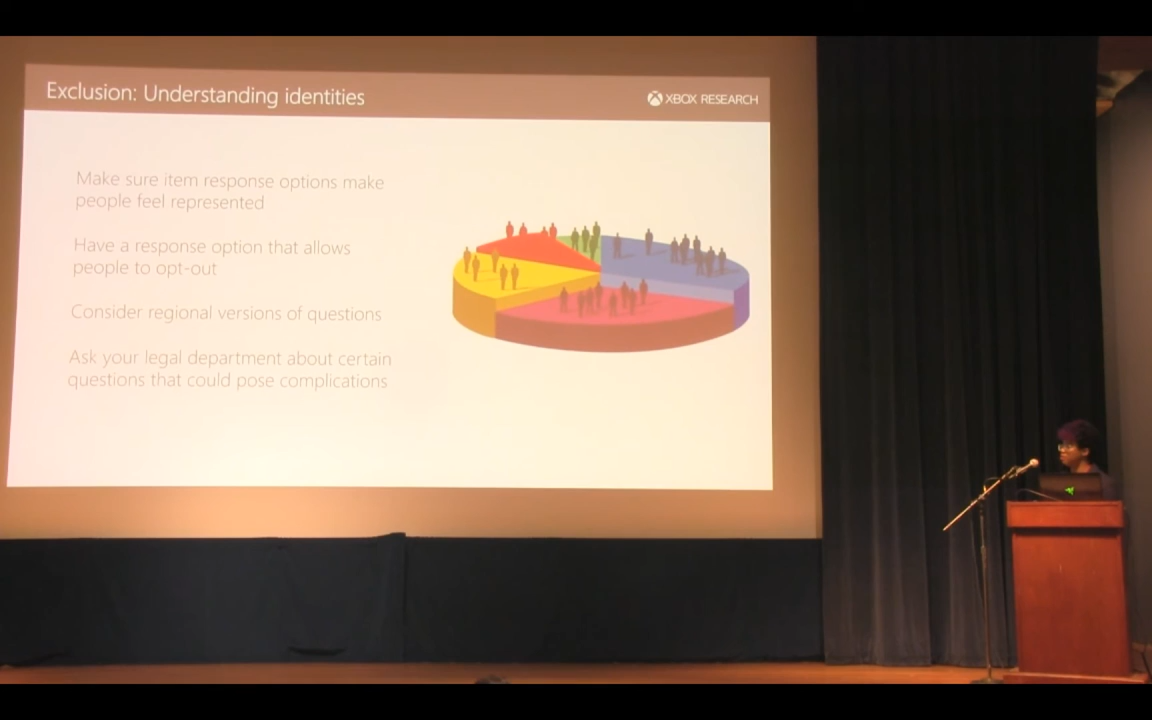 Exclusion: Understanding identities
XBOX RESEARCH
Make sure item response options make
people feel represented
Have a response option that allows
people to opt-out
Consider regional versions of questions
Ask your legal department about certain
questions that could pose complications